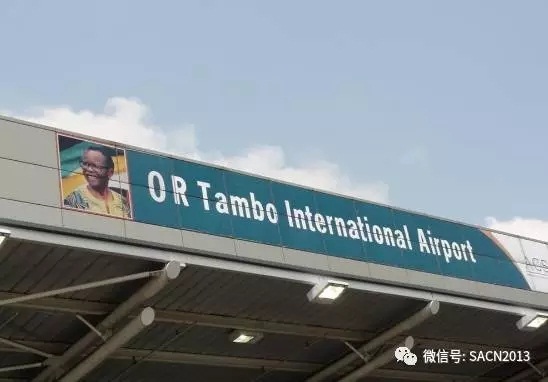 OR Tambo International Airport
微信号: SACN2013